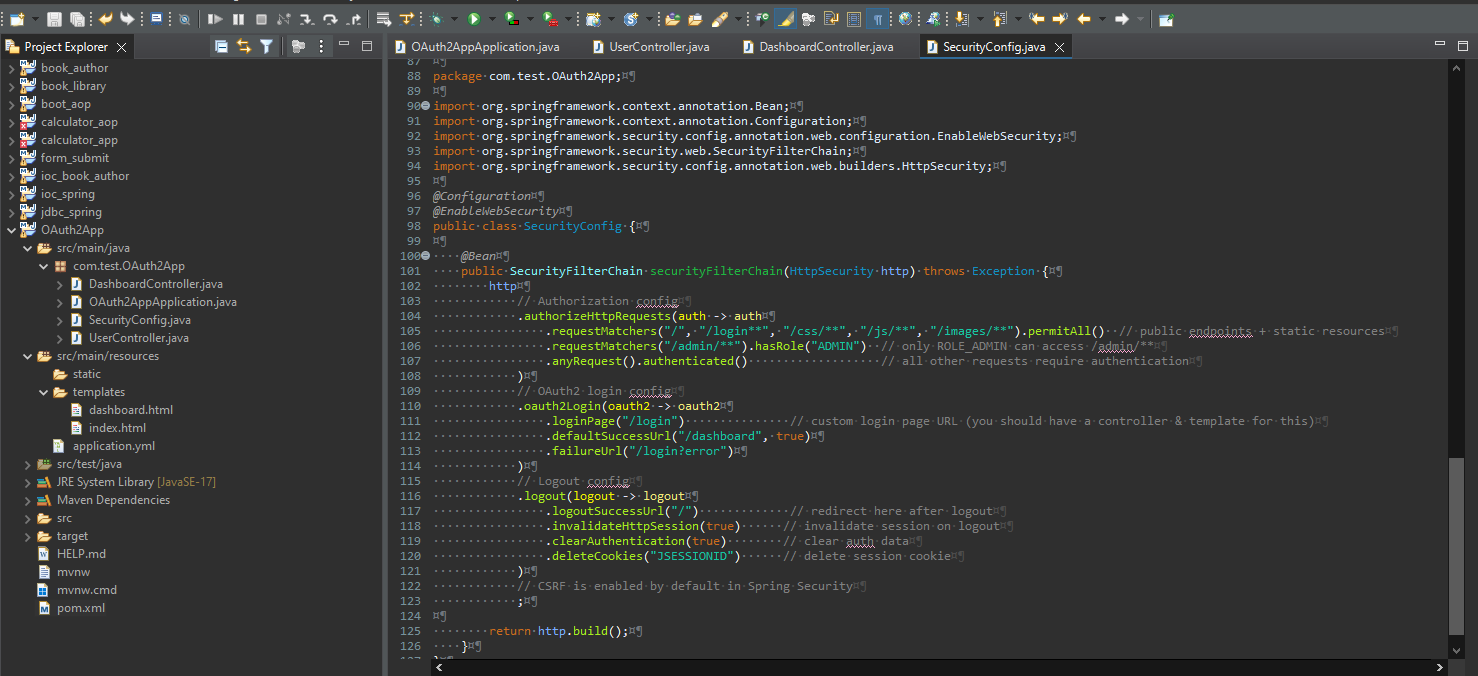 Project Explorer
book_author
book_library
boot_aop
calculator_aop
calculator_app
form_submit
ioc_book_author
ioc_spring
jdbc_spring
OAuth2App
src/main/java
com.test.OAuth2App
DashboardController.java
OAuth2AppApplication.java
SecurityConfig.java
UserController.java
src/main/resources
static
templates
dashboard.html
index.html
application.yml
src/test/java
JRE System Library [JavaSE-17]
Maven Dependencies
src
target
HELP.md
mvnw
mvnw.cmd
pom.xml
OAuth2AppApplication.java UserController.java DashboardController.java SecurityConfig.java
87 ¤¶
88 package·com.test.OAuth2App;¤¶
89 ¤¶
90 import·org.springframework.context.annotation.Bean;¤¶
91 import·org.springframework.context.annotation.Configuration;¤¶
92 import·org.springframework.security.config.annotation.web.configuration.EnableWebSecurity;¤¶
93 import·org.springframework.security.web.SecurityFilterChain;¤¶
94 import·org.springframework.security.config.annotation.web.builders.HttpSecurity;¤¶
95 ¤¶
96 @Configuration¤¶
97 @EnableWebSecurity¤¶
98 public·class·SecurityConfig·{¤¶
99 ¤¶
100 ····@Bean¤¶
101 ····public·SecurityFilterChain·securityFilterChain(HttpSecurity·http)·throws·Exception·{¤¶
102 ········http¤¶
103 ············//·Authorization·config¤¶
104 ············.authorizeHttpRequests(auth·->·auth¤¶
105 ················.requestMatchers("/",·"/login**",·"/css/**",·"/js/**",·"/images/**").permitAll()··//·public·endpoints·+·static·resources¤¶
106 ················.requestMatchers("/admin/**").hasRole("ADMIN")··//·only·ROLE_ADMIN·can·access·/admin/**¤¶
107 ················.anyRequest().authenticated()···················//·all·other·requests·require·authentication¤¶
108 ············)¤¶
109 ············//·OAuth2·login·config¤¶
110 ············.oauth2Login(oauth2·->·oauth2¤¶
111 ················.loginPage("/login")···············//·custom·login·page·URL·(you·should·have·a·controller·&·template·for·this)¤¶
112 ················.defaultSuccessUrl("/dashboard",·true)¤¶
113 ················.failureUrl("/login?error")¤¶
114 ············)¤¶
115 ············//·Logout·config¤¶
116 ············.logout(logout·->·logout¤¶
117 ················.logoutSuccessUrl("/")·············//·redirect·here·after·logout¤¶
118 ················.invalidateHttpSession(true)······//·invalidate·session·on·logout¤¶
119 ················.clearAuthentication(true)········//·clear·auth·data¤¶
120 ················.deleteCookies("JSESSIONID")······//·delete·session·cookie¤¶
121 ············)¤¶
122 ············//·CSRF·is·enabled·by·default·in·Spring·Security¤¶
123 ············;¤¶
124 ¤¶
125 ········return·http.build();¤¶
126 ····}¤¶